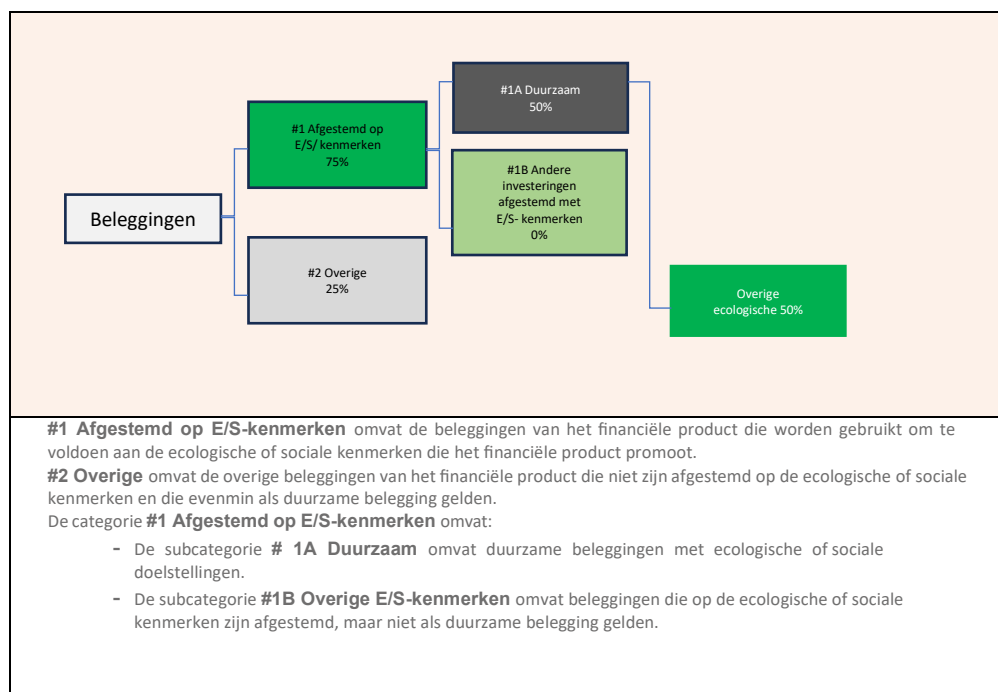 #1A Duurzaam
50%
#1 Afgestemd op
E/S/ kenmerken
75%
#1B Andere
investeringen
afgestemd met
E/S- kenmerken
0%
Beleggingen
#2 Overige
25%
Overige
ecologische 50%
#1 Afgestemd op E/S-kenmerken omvat de beleggingen van het financiële product die worden gebruikt om te
voldoen aan de ecologische of sociale kenmerken die het financiële product promoot.
#2 Overige omvat de overige beleggingen van het financiële product die niet zijn afgestemd op de ecologische of sociale
kenmerken en die evenmin als duurzame belegging gelden.
De categorie #1 Afgestemd op E/S-kenmerken omvat:
- De subcategorie # 1A Duurzaam omvat duurzame beleggingen met ecologische of sociale
doelstellingen.
- De subcategorie #1B Overige E/S-kenmerken omvat beleggingen die op de ecologische of sociale
kenmerken zijn afgestemd, maar niet als duurzame belegging gelden.